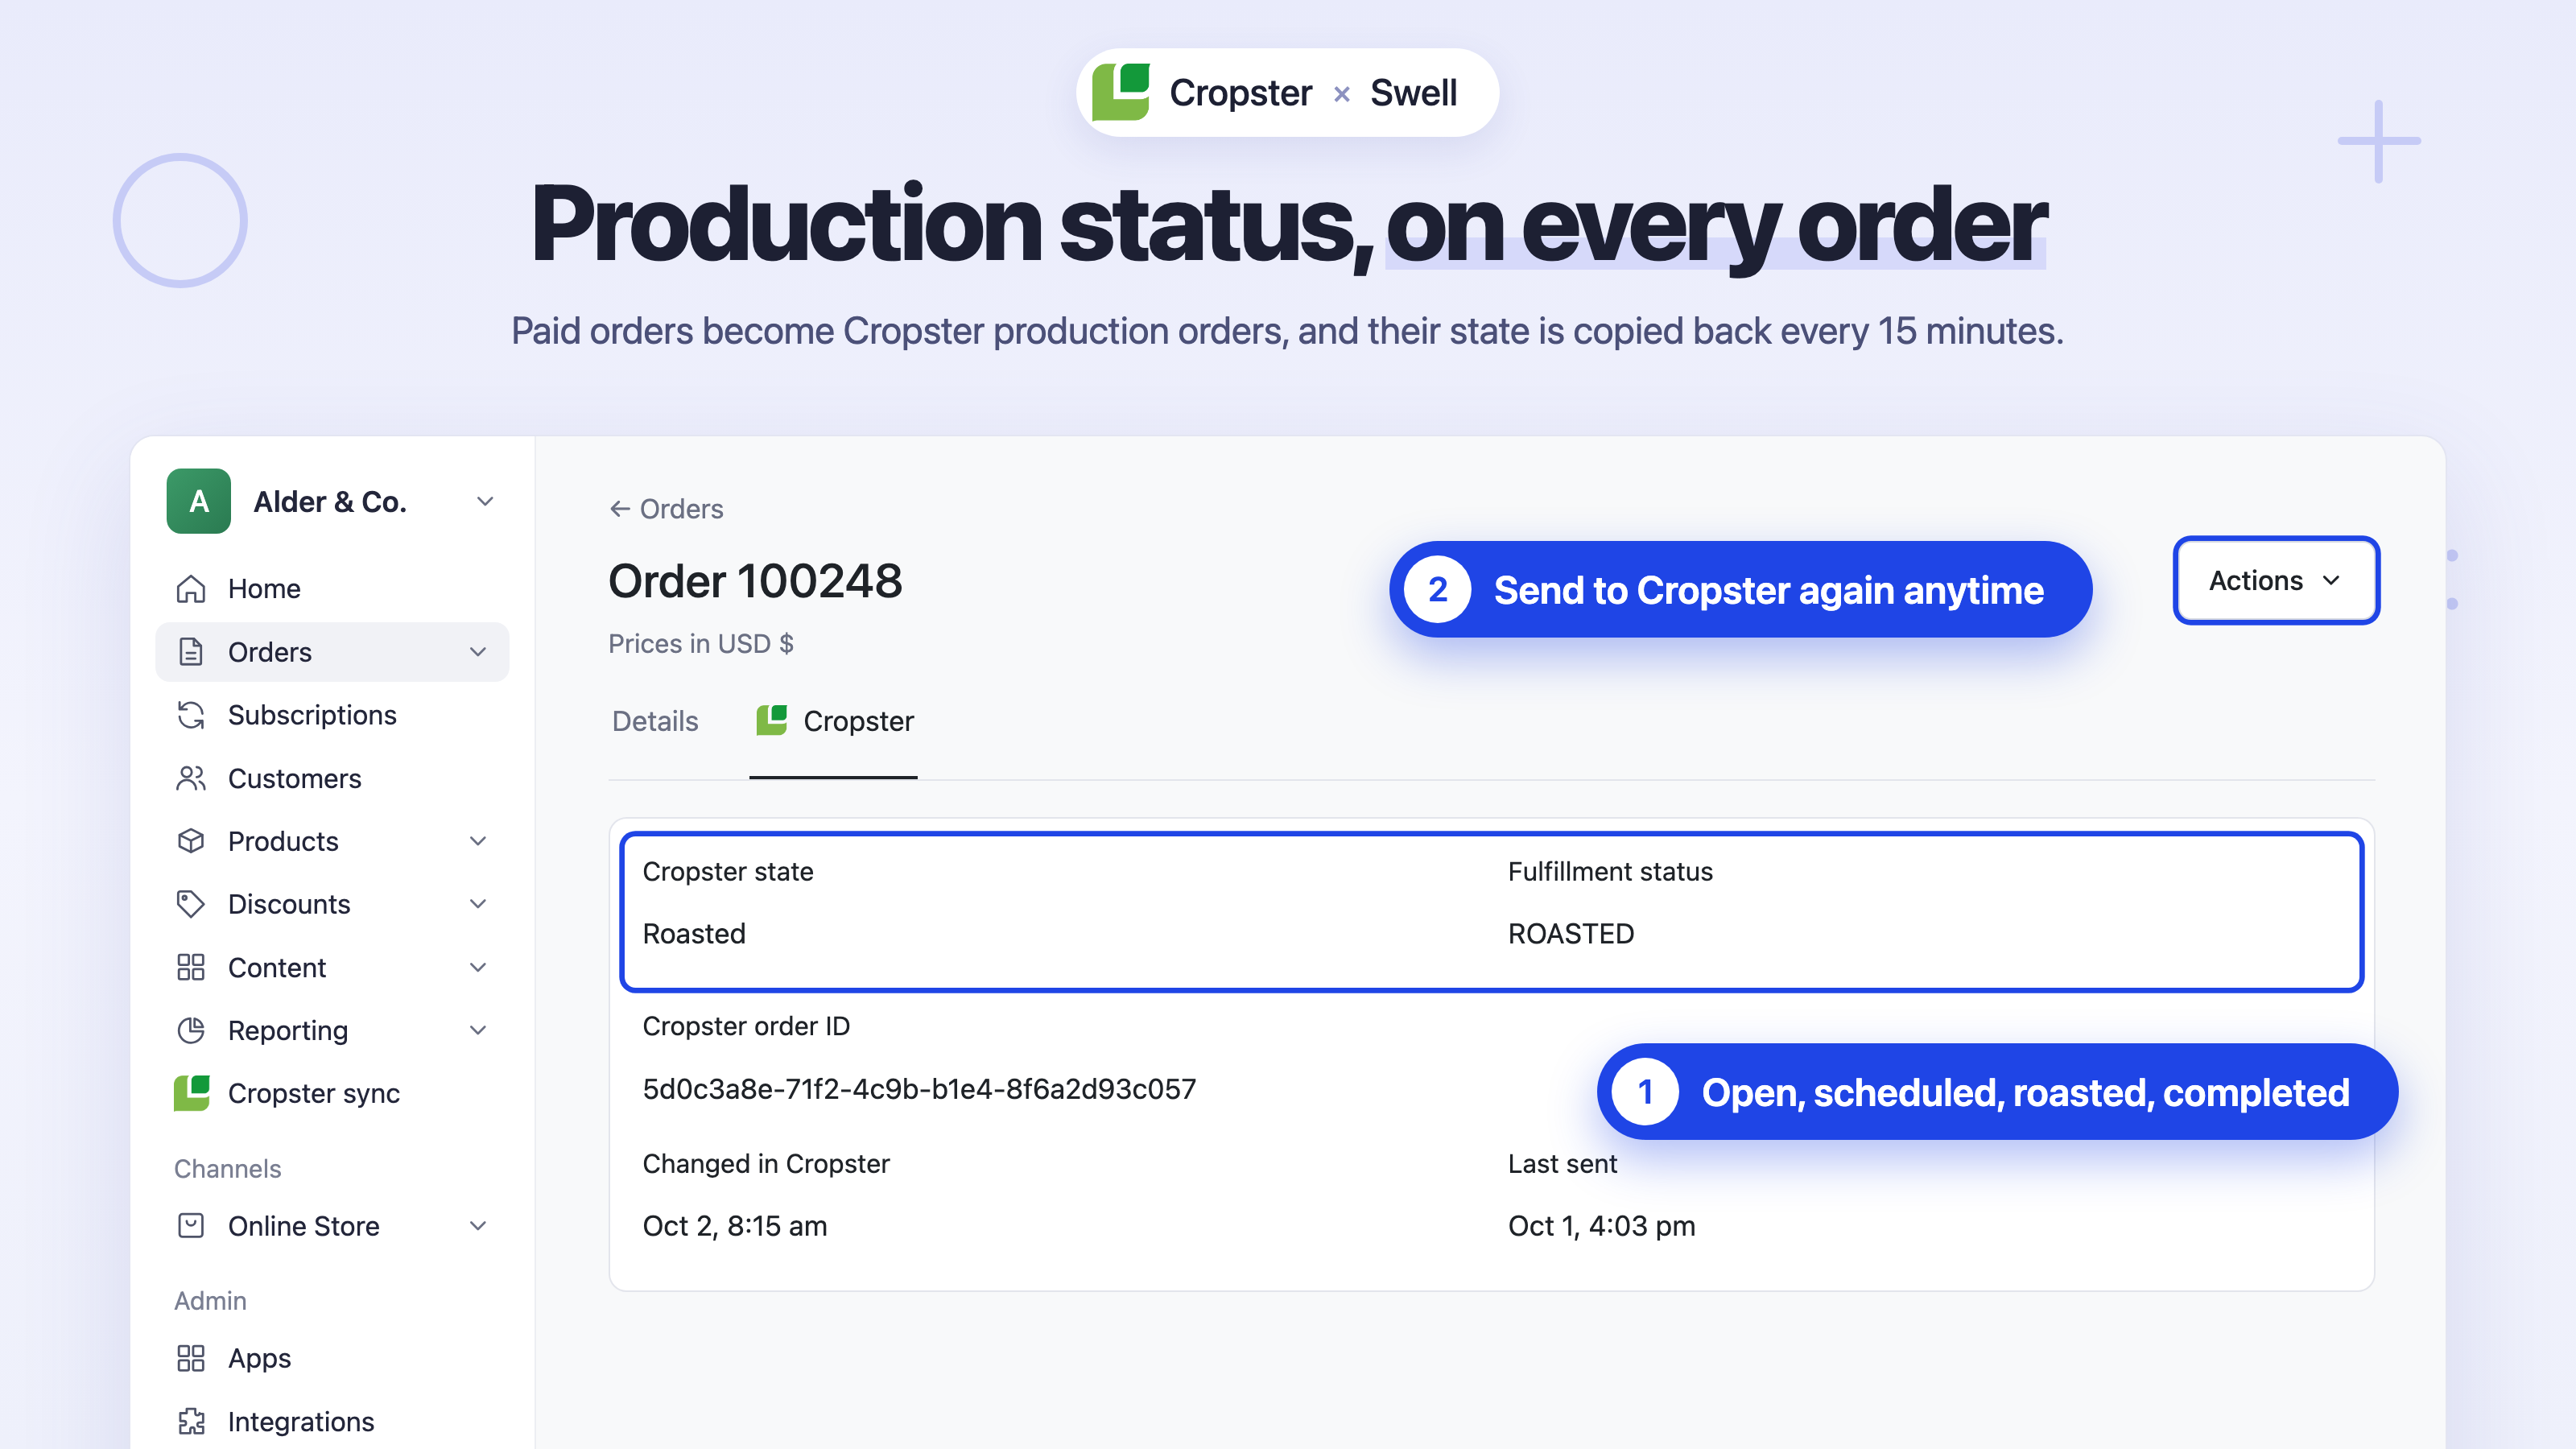 Cropster × Swell
Production status, on every order
Paid orders become Cropster production orders, and their state is copied back every 15 minutes.
A Alder & Co.
Home
Orders
Subscriptions
Customers
Products
Discounts
Content
Reporting
Cropster sync
Channels
Online Store
Admin
Apps
Integrations
← Orders
Order 100248
Prices in USD $
2 Send to Cropster again anytime
Actions
Details Cropster
Cropster state
Roasted
Fulfillment status
ROASTED
Cropster order ID
5d0c3a8e-71f2-4c9b-b1e4-8f6a2d93c057
1 Open, scheduled, roasted, completed
Changed in Cropster
Oct 2, 8:15 am
Last sent
Oct 1, 4:03 pm